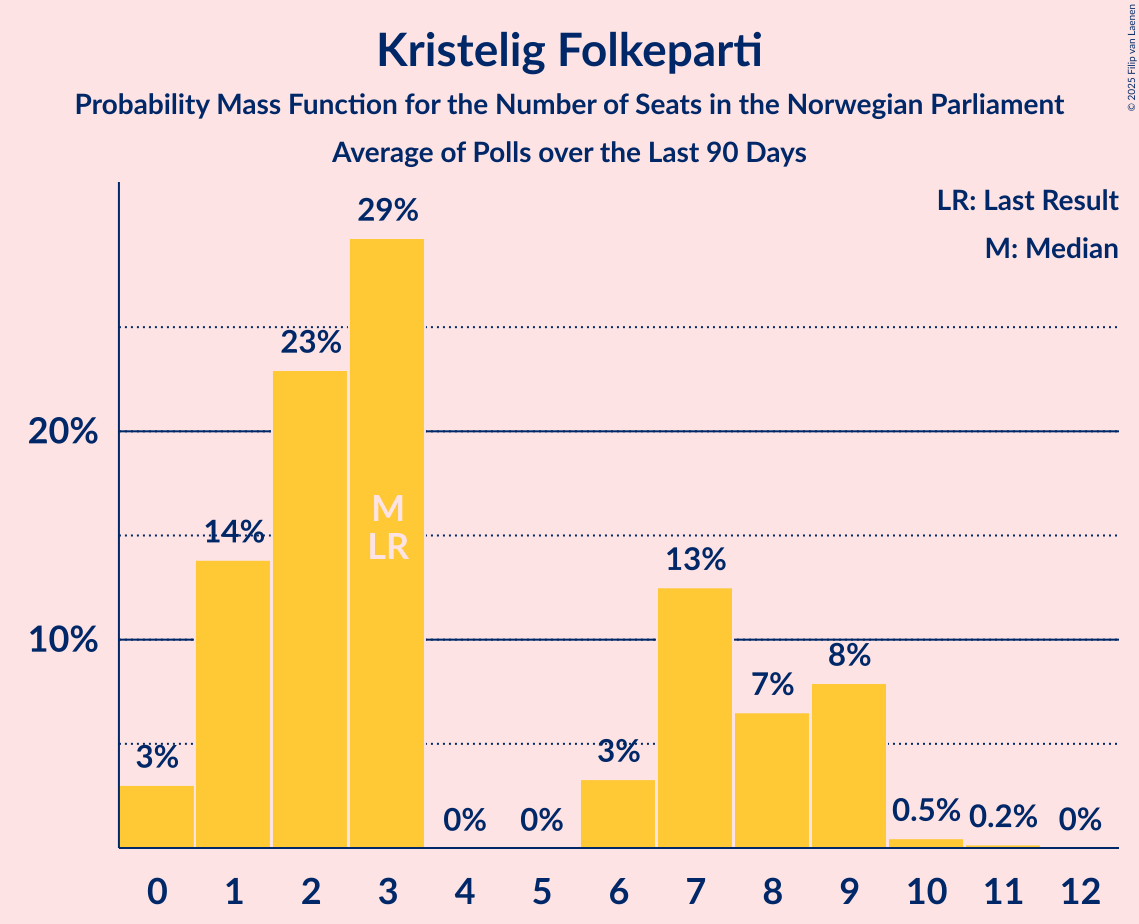 Kristelig Folkeparti
Probability Mass Function for the Number of Seats in the Norwegian Parliament
Average of Polls over the Last 90 Days
© 2025 Filip van Laenen
LR: Last Result
M: Median
20%
10%
3%
14%
23%
29%
M
LR
0%
0%
3%
13%
7%
8%
0.5%
0.2%
0%
0 1 2 3 4 5 6 7 8 9 10 11 12